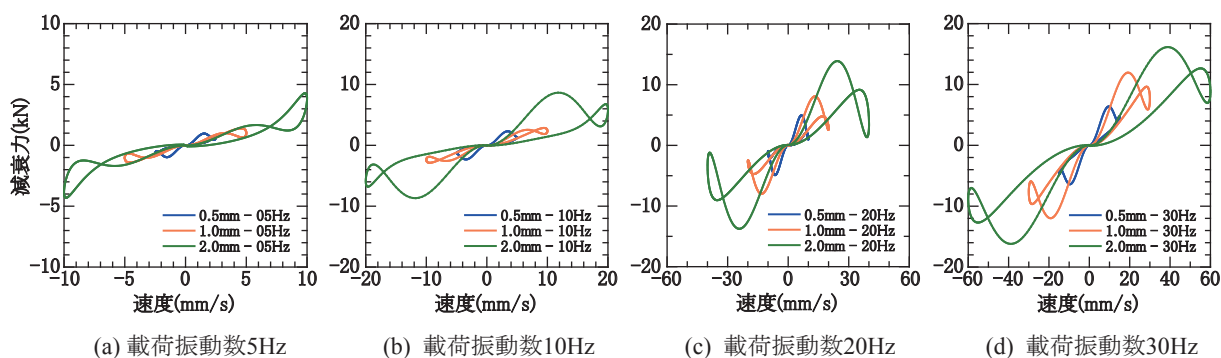 減衰力(kN)
10
5
0
−5
−10
−10 −5 0 5 10
速度(mm/s)
0.5mm − 05Hz
1.0mm − 05Hz
2.0mm − 05Hz
(a) 載荷振動数5Hz
20
10
0
−10
−20
−20 −10 0 10 20
速度(mm/s)
0.5mm − 10Hz
1.0mm − 10Hz
2.0mm − 10Hz
(b) 載荷振動数10Hz
20
10
0
−10
−20
−60 −30 0 30 60
速度(mm/s)
0.5mm − 20Hz
1.0mm − 20Hz
2.0mm − 20Hz
(c) 載荷振動数20Hz
20
10
0
−10
−20
−60 −40 −20 0 20 40 60
速度(mm/s)
0.5mm − 30Hz
1.0mm − 30Hz
2.0mm − 30Hz
(d) 載荷振動数30Hz